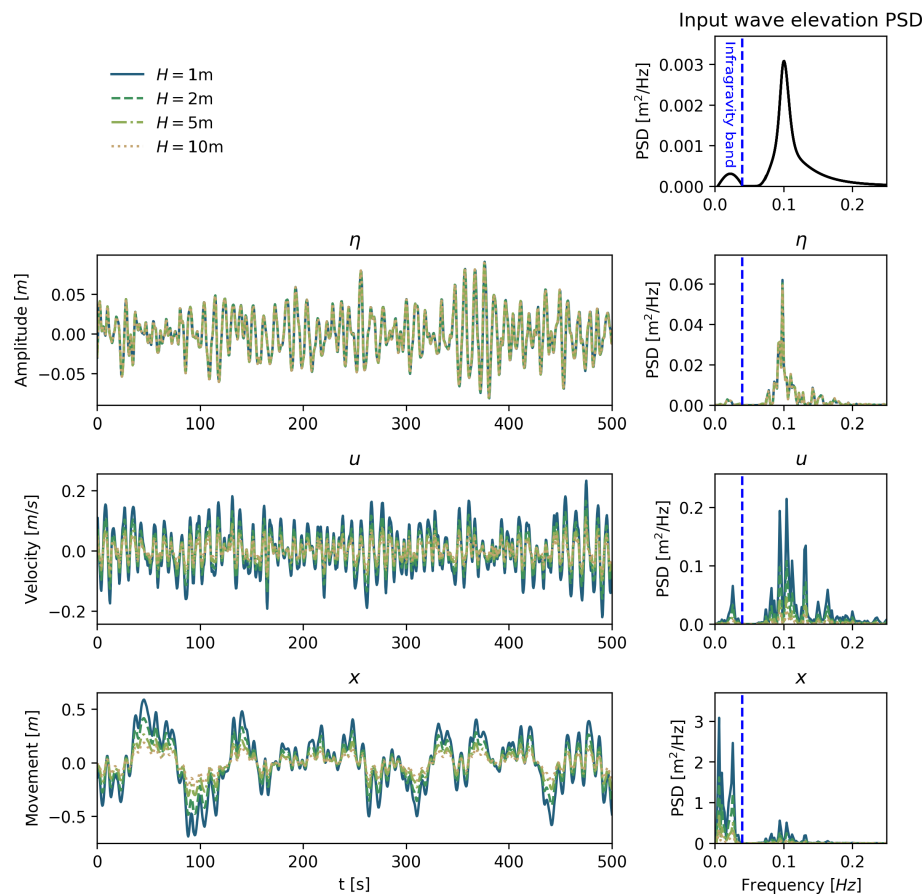 Input wave elevation PSD
H = 1m
H = 2m
H = 5m
H = 10m
PSD [m²/Hz]
0.003
0.002
0.001
0.000
Infragravity band
0.0 0.1 0.2
η
Amplitude [m]
0.05
0.00
−0.05
0 100 200 300 400 500
η
PSD [m²/Hz]
0.06
0.04
0.02
0.00
0.0 0.1 0.2
u
Velocity [m/s]
0.2
0.0
−0.2
0 100 200 300 400 500
u
PSD [m²/Hz]
0.2
0.1
0.0
0.0 0.1 0.2
x
Movement [m]
0.5
0.0
−0.5
0 100 200 300 400 500
t [s]
x
PSD [m²/Hz]
3
2
1
0
0.0 0.1 0.2
Frequency [Hz]